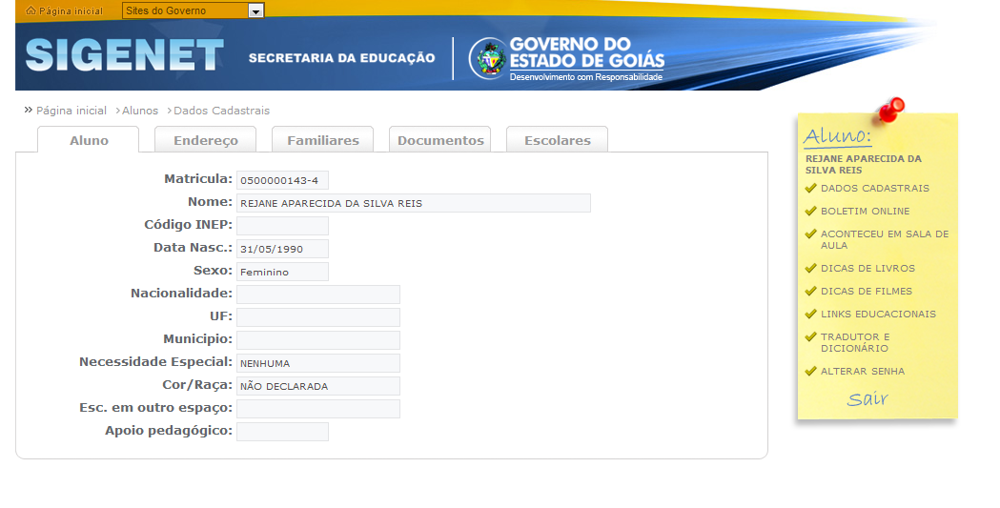 Página inicial Sites do Governo
SIGENET SECRETARIA DA EDUCAÇÃO GOVERNO DO
ESTADO DE GOIÁS
Desenvolvimento com Responsabilidade
» Página inicial > Alunos > Dados Cadastrais
Aluno Endereço Familiares Documentos Escolares
Matricula: 0500000143-4
Nome: REJANE APARECIDA DA SILVA REIS
Código INEP:
Data Nasc.: 31/05/1990
Sexo: Feminino
Nacionalidade:
UF:
Municipio:
Necessidade Especial: NENHUMA
Cor/Raça: NÃO DECLARADA
Esc. em outro espaço:
Apoio pedagógico:
Aluno:
REJANE APARECIDA DA
SILVA REIS
DADOS CADASTRAIS
BOLETIM ONLINE
ACONTECEU EM SALA DE
AULA
DICAS DE LIVROS
DICAS DE FILMES
LINKS EDUCACIONAIS
TRADUTOR E
DICIONÁRIO
ALTERAR SENHA
Sair